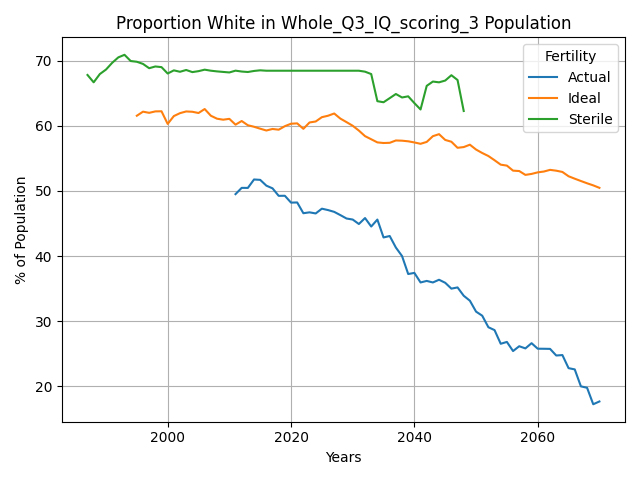 Proportion White in Whole_Q3_IQ_scoring_3 Population
% of Population
70
60
50
40
30
20
2000
2020
2040
2060
Years
Fertility
Actual
Ideal
Sterile